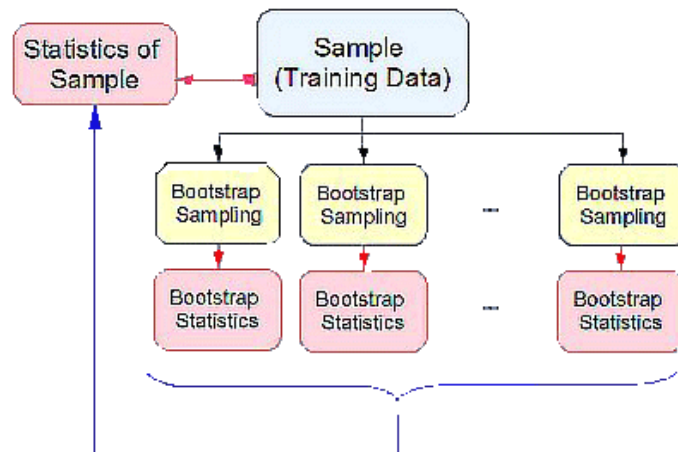 Statistics of
Sample
Sample
(Training Data)
Bootstrap
Sampling
Bootstrap
Sampling
...
Bootstrap
Sampling
Bootstrap
Statistics
Bootstrap
Statistics
...
Bootstrap
Statistics